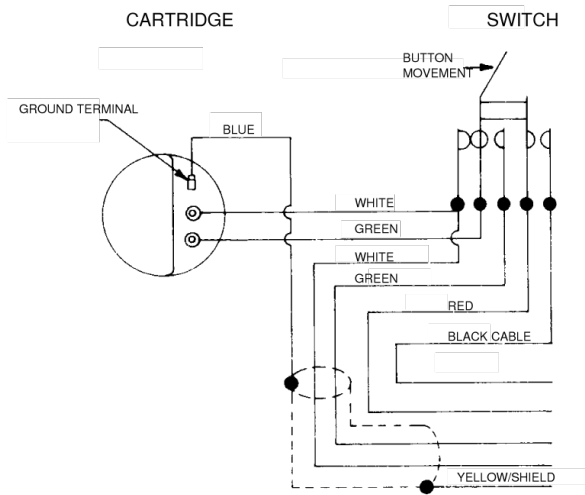 CARTRIDGE
SWITCH
BUTTON
MOVEMENT
GROUND TERMINAL
BLUE
WHITE
GREEN
WHITE
GREEN
RED
BLACK CABLE
YELLOW/SHIELD